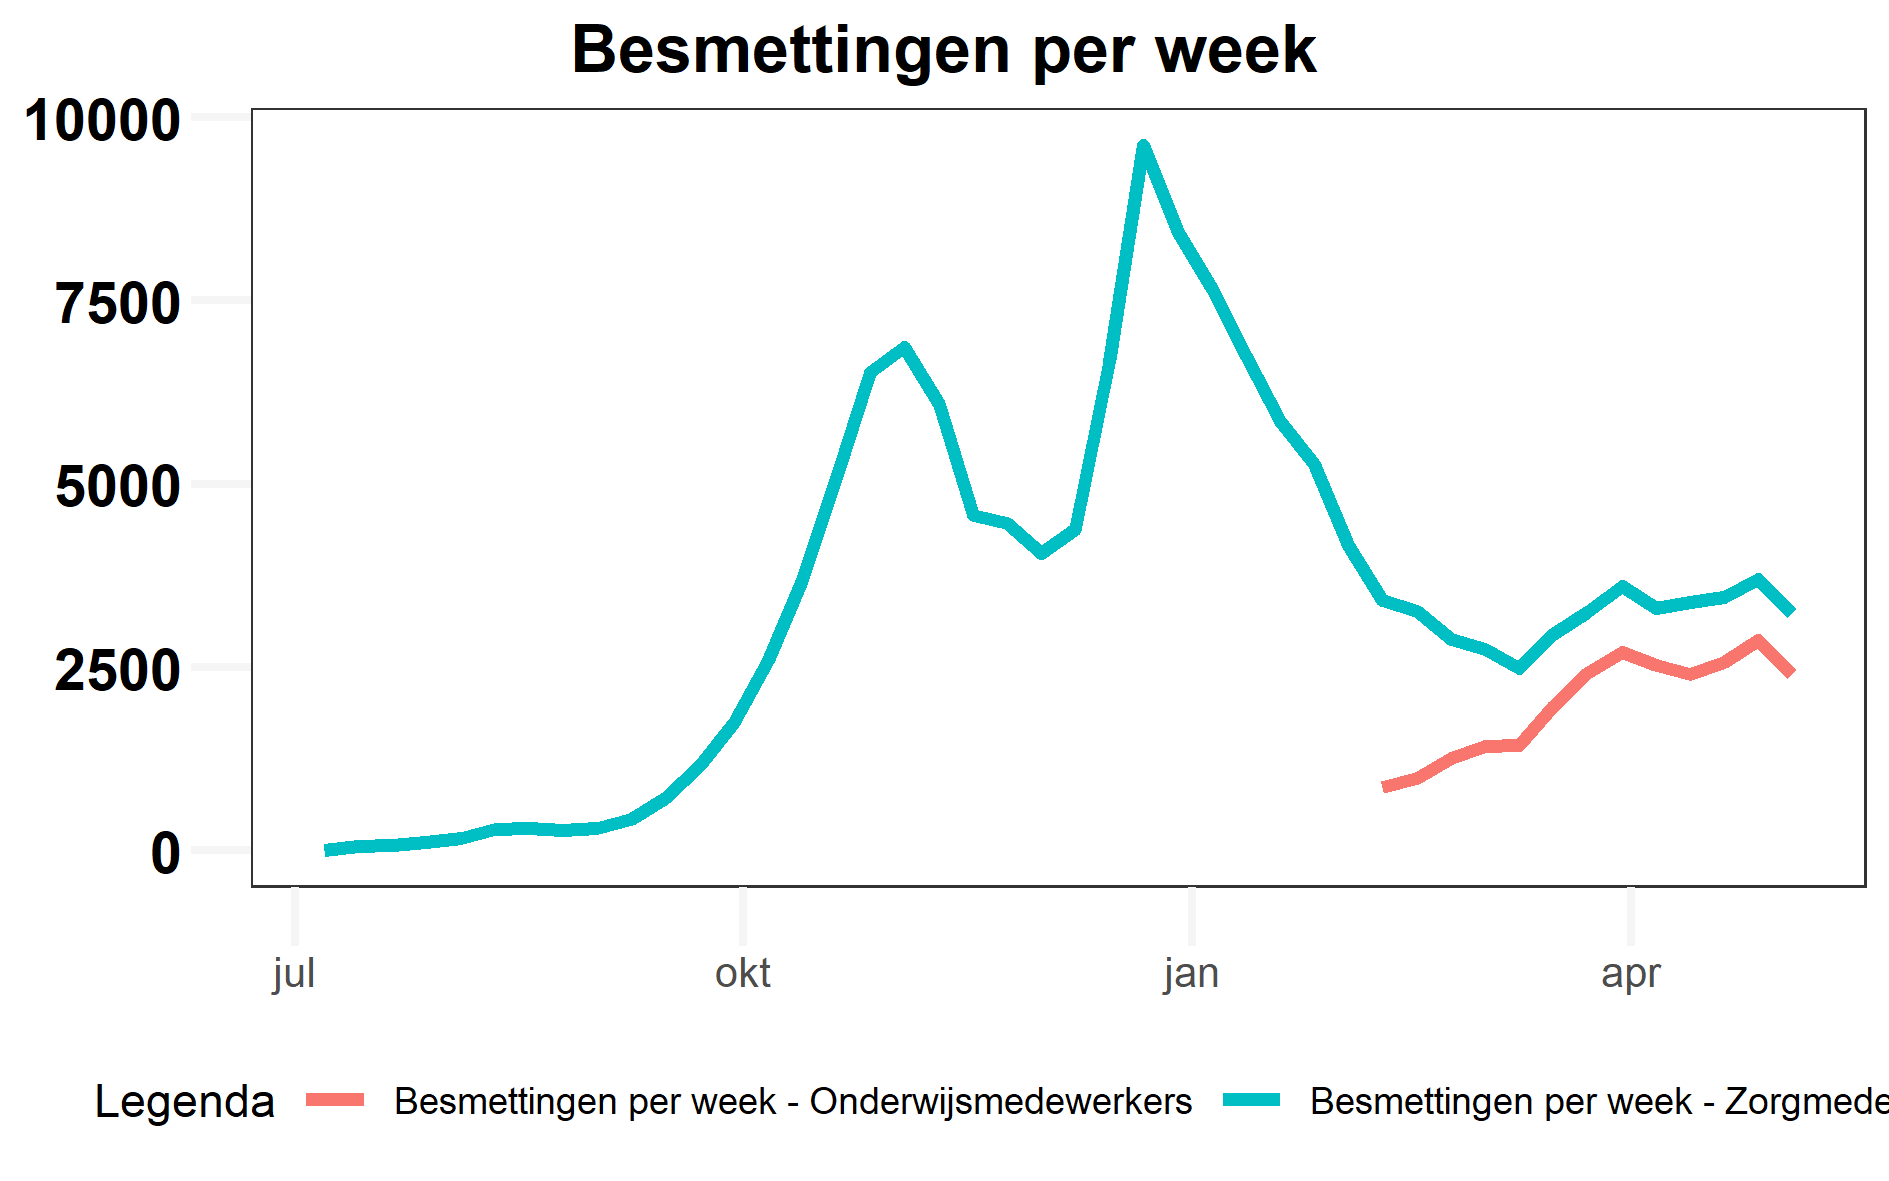 Besmettingen per week
10000
7500
5000
2500
0
jul okt jan apr
Legenda Besmettingen per week - Onderwijsmedewerkers Besmettingen per week - Zorgmede